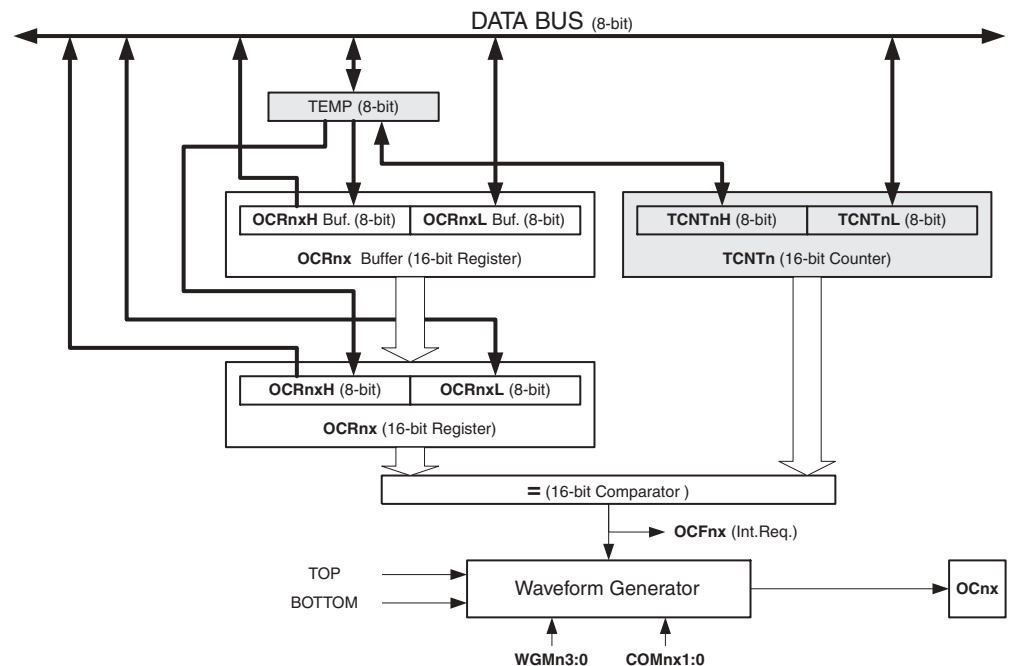 DATA BUS (8-bit)
TEMP (8-bit)
OCRnxH Buf. (8-bit) OCRnxL Buf. (8-bit)
OCRnx Buffer (16-bit Register)
TCNTnH (8-bit) TCNTnL (8-bit)
TCNTn (16-bit Counter)
OCRnxH (8-bit) OCRnxL (8-bit)
OCRnx (16-bit Register)
= (16-bit Comparator )
OCFnx (Int.Req.)
TOP
BOTTOM
Waveform Generator
OCnx
WGMn3:0 COMnx1:0